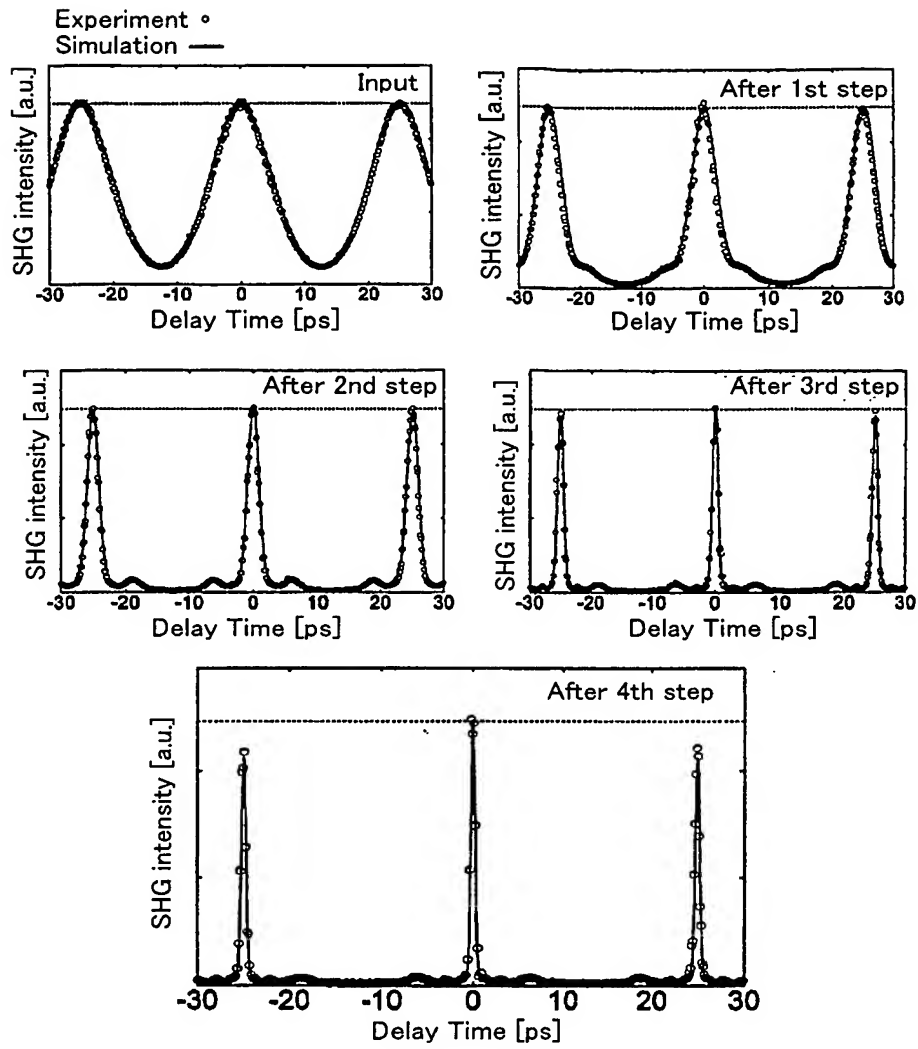 Experiment o
Simulation —
Input
SHG intensity [a.u.]
-30 -20 -10 0 10 20 30
Delay Time [ps]
After 1st step
SHG intensity [a.u.]
-30 -20 -10 0 10 20 30
Delay Time [ps]
After 2nd step
SHG intensity [a.u.]
-30 -20 -10 0 10 20 30
Delay Time [ps]
After 3rd step
SHG intensity [a.u.]
-30 -20 -10 0 10 20 30
Delay Time [ps]
After 4th step
SHG intensity [a.u.]
-30 -20 -10 0 10 20 30
Delay Time [ps]